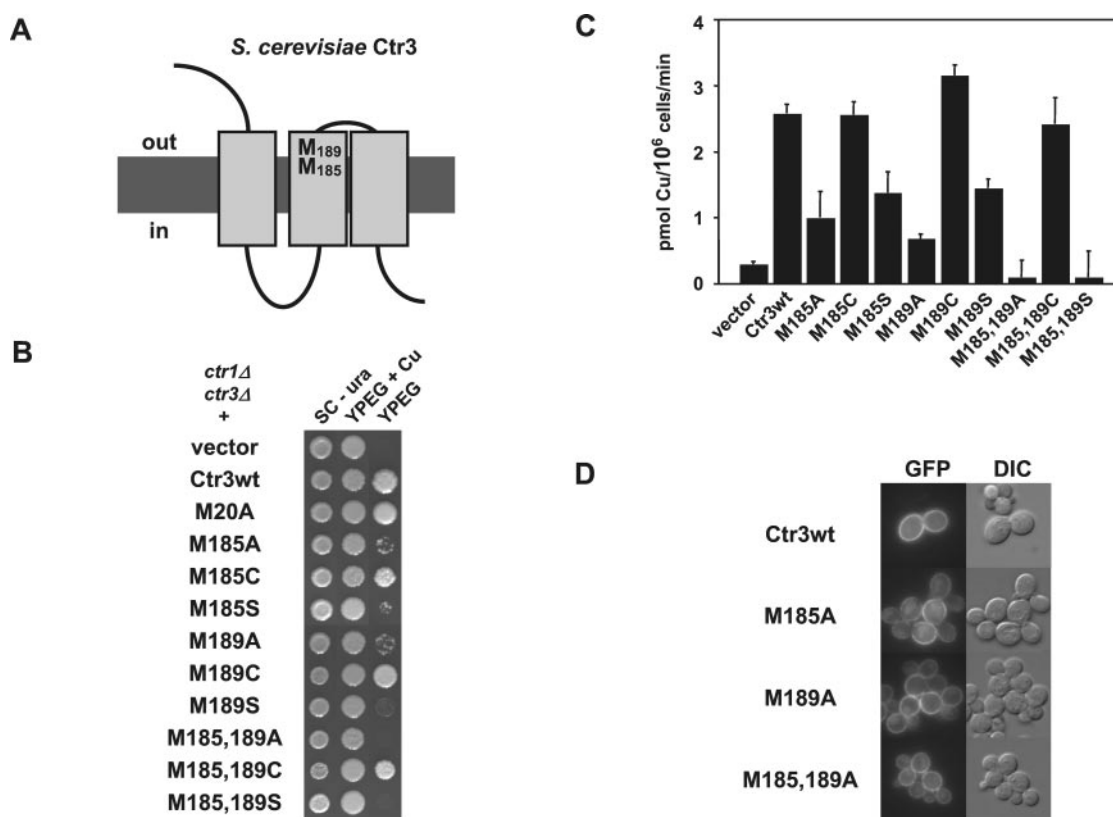 A
S. cerevisiae Ctr3
out
in
M189
M185
B
ctr1Δ
ctr3Δ
+
SC - ura
YPEG + Cu
YPEG
vector
Ctr3wt
M20A
M185A
M185C
M185S
M189A
M189C
M189S
M185,189A
M185,189C
M185,189S
C
pmol Cu/10⁶ cells/min
4
3
2
1
0
vector
Ctr3wt
M185A
M185C
M185S
M189A
M189C
M189S
M185,189A
M185,189C
M185,189S
D
GFP DIC
Ctr3wt
M185A
M189A
M185,189A